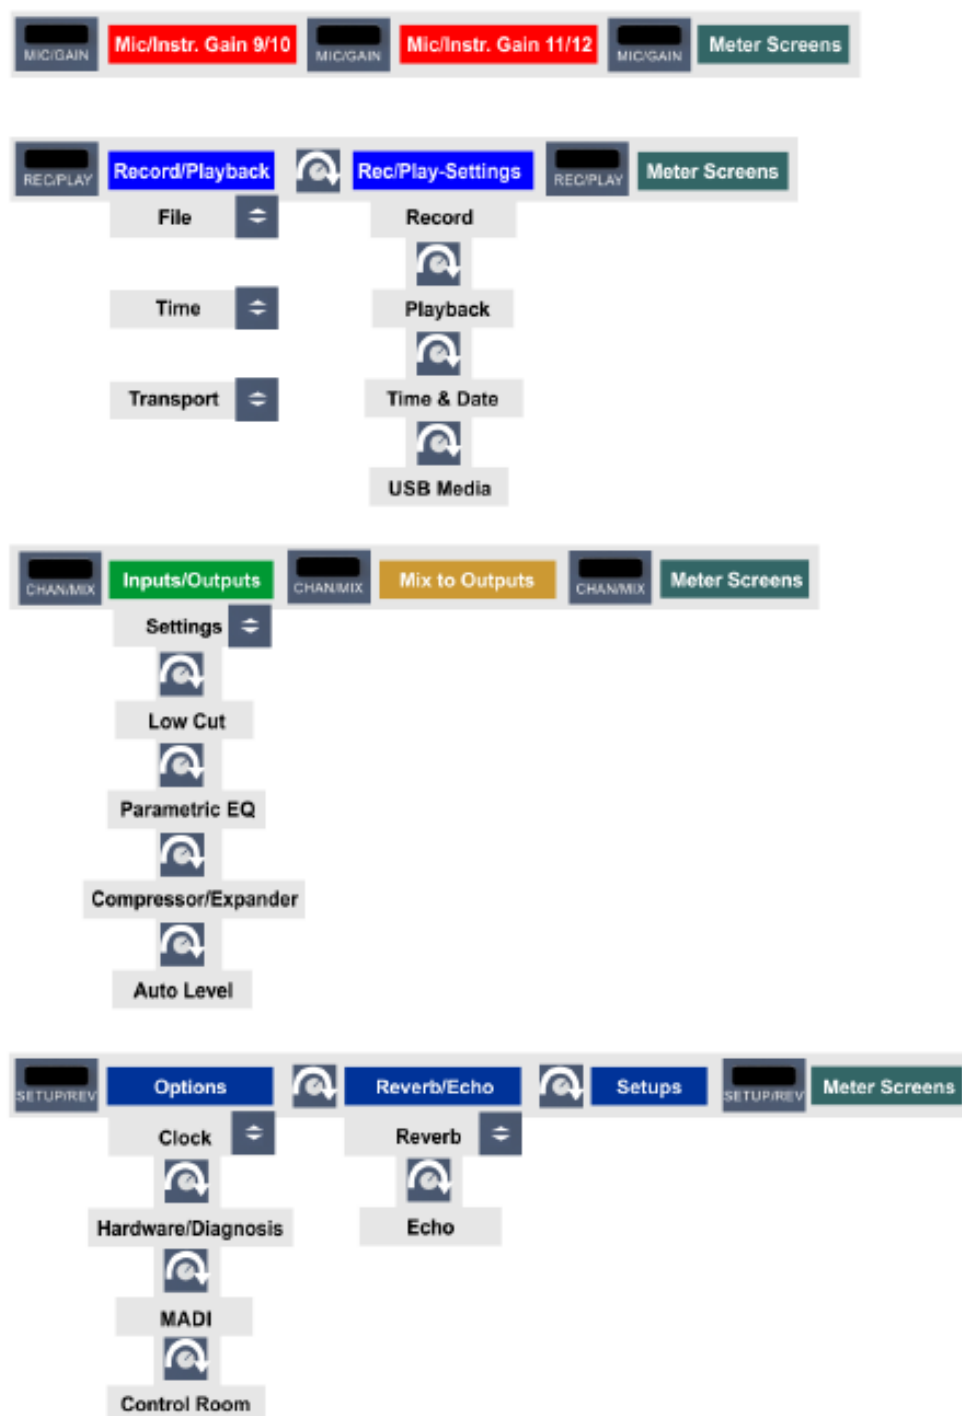 MIC/GAIN Mic/Instr. Gain 9/10 MIC/GAIN Mic/Instr. Gain 11/12 MIC/GAIN Meter Screens
REC/PLAY Record/Playback Rec/Play-Settings REC/PLAY Meter Screens
File Record
Time Playback
Transport Time & Date
USB Media
CHAN/MIX Inputs/Outputs CHAN/MIX Mix to Outputs CHAN/MIX Meter Screens
Settings
Low Cut
Parametric EQ
Compressor/Expander
Auto Level
SETUP/REV Options Reverb/Echo Setups SETUP/REV Meter Screens
Clock Reverb
Hardware/Diagnosis Echo
MADI
Control Room